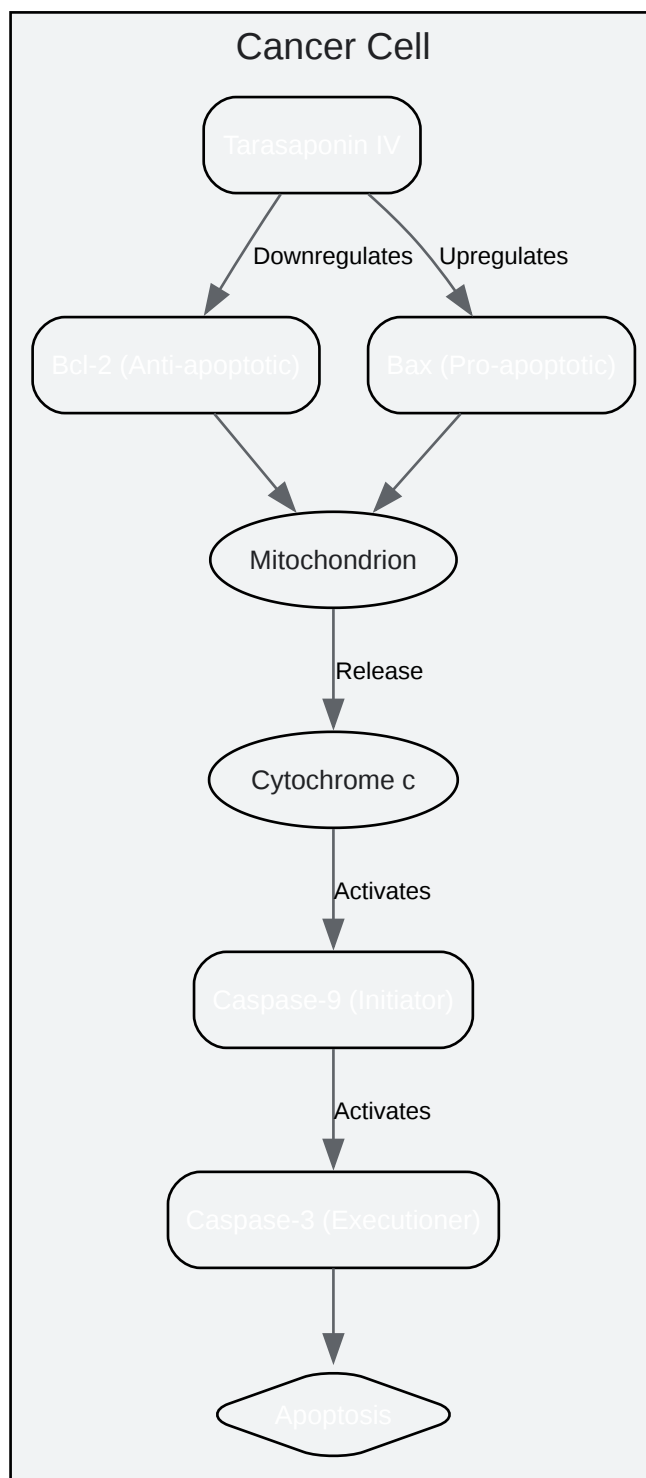 Cancer Cell
Tarasaponin IV
Downregulates
Upregulates
Bcl-2 (Anti-apoptotic)
Bax (Pro-apoptotic)
Mitochondrion
Release
Cytochrome c
Activates
Caspase-9 (Initiator)
Activates
Caspase-3 (Executioner)
Apoptosis